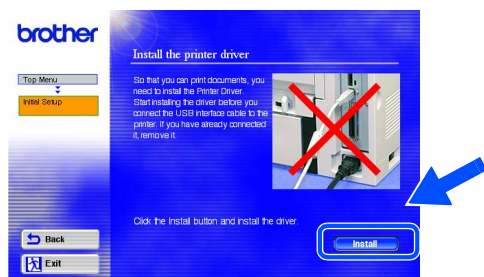 brother
Install the printer driver
Top Menu
Initial Setup
So that you can print documents, you
need to install the Printer Driver.
Start installing the driver before you
connect the USB interface cable to the
printer. If you have already connected
it, remove it.
Click the Install button and install the driver.
Install
Back
Exit